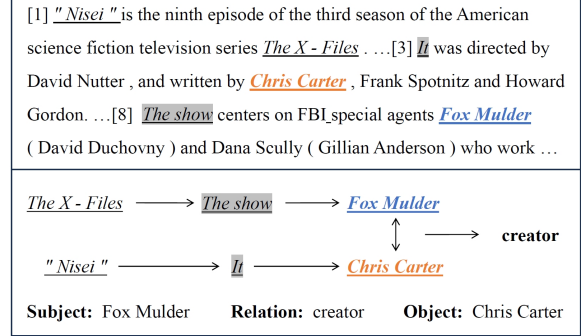 [1] " Nisei " is the ninth episode of the third season of the American
science fiction television series The X - Files . …[3] It was directed by
David Nutter , and written by Chris Carter , Frank Spotnitz and Howard
Gordon. …[8] The show centers on FBI special agents Fox Mulder
( David Duchovny ) and Dana Scully ( Gillian Anderson ) who work …
The X - Files The show Fox Mulder
creator
" Nisei " It Chris Carter
Subject: Fox Mulder Relation: creator Object: Chris Carter